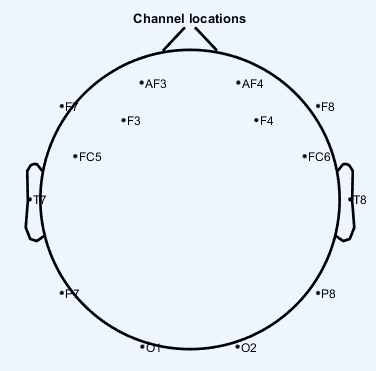 Channel locations
AF3 AF4
F7 F8
F3 F4
FC5 FC6
T7 T8
P7 P8
O1 O2